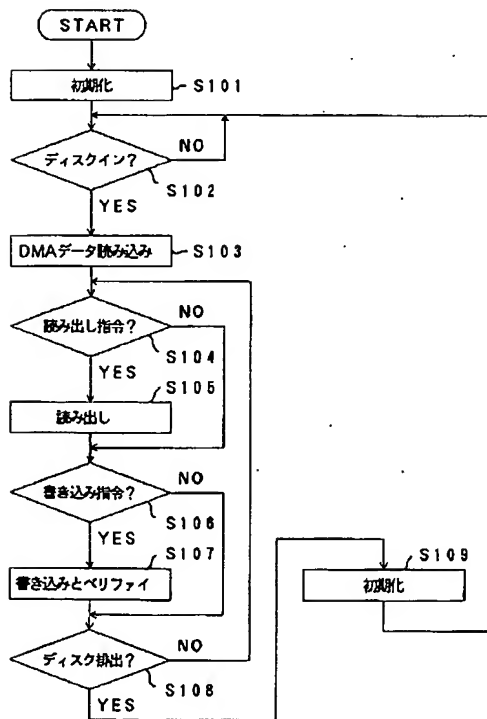 START
初期化
S101
ディスクイン?
NO
S102
YES
DMAデータ読み込み
S103
読み出し指令?
NO
S104
YES
S105
読み出し
書き込み指令?
NO
S106
YES
S107
書き込みとベリファイ
S109
初期化
ディスク排出?
NO
S108
YES